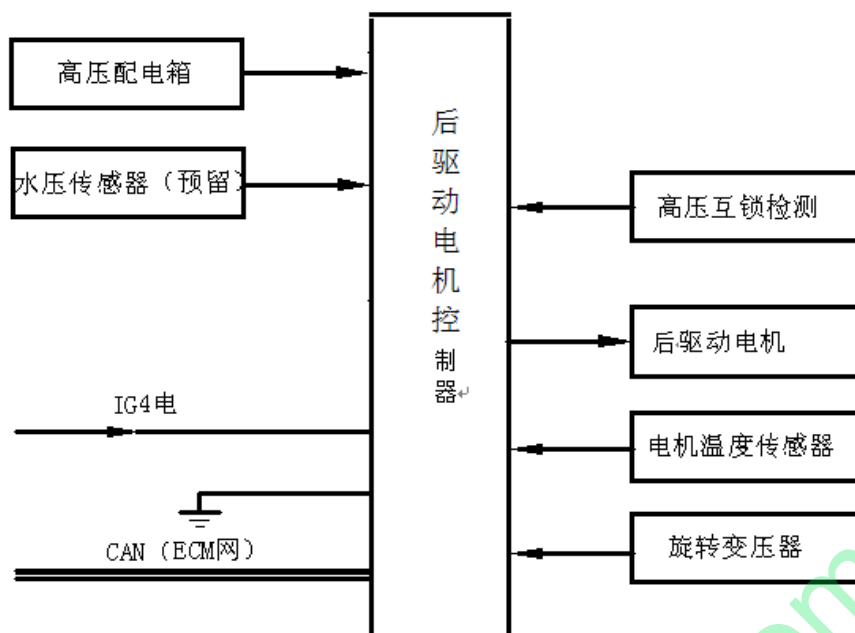 高压配电箱
水压传感器（预留）
IG4电
CAN（ECM网）
后
驱
动
电
机
控
制
器
高压互锁检测
后驱动电机
电机温度传感器
旋转变压器
om